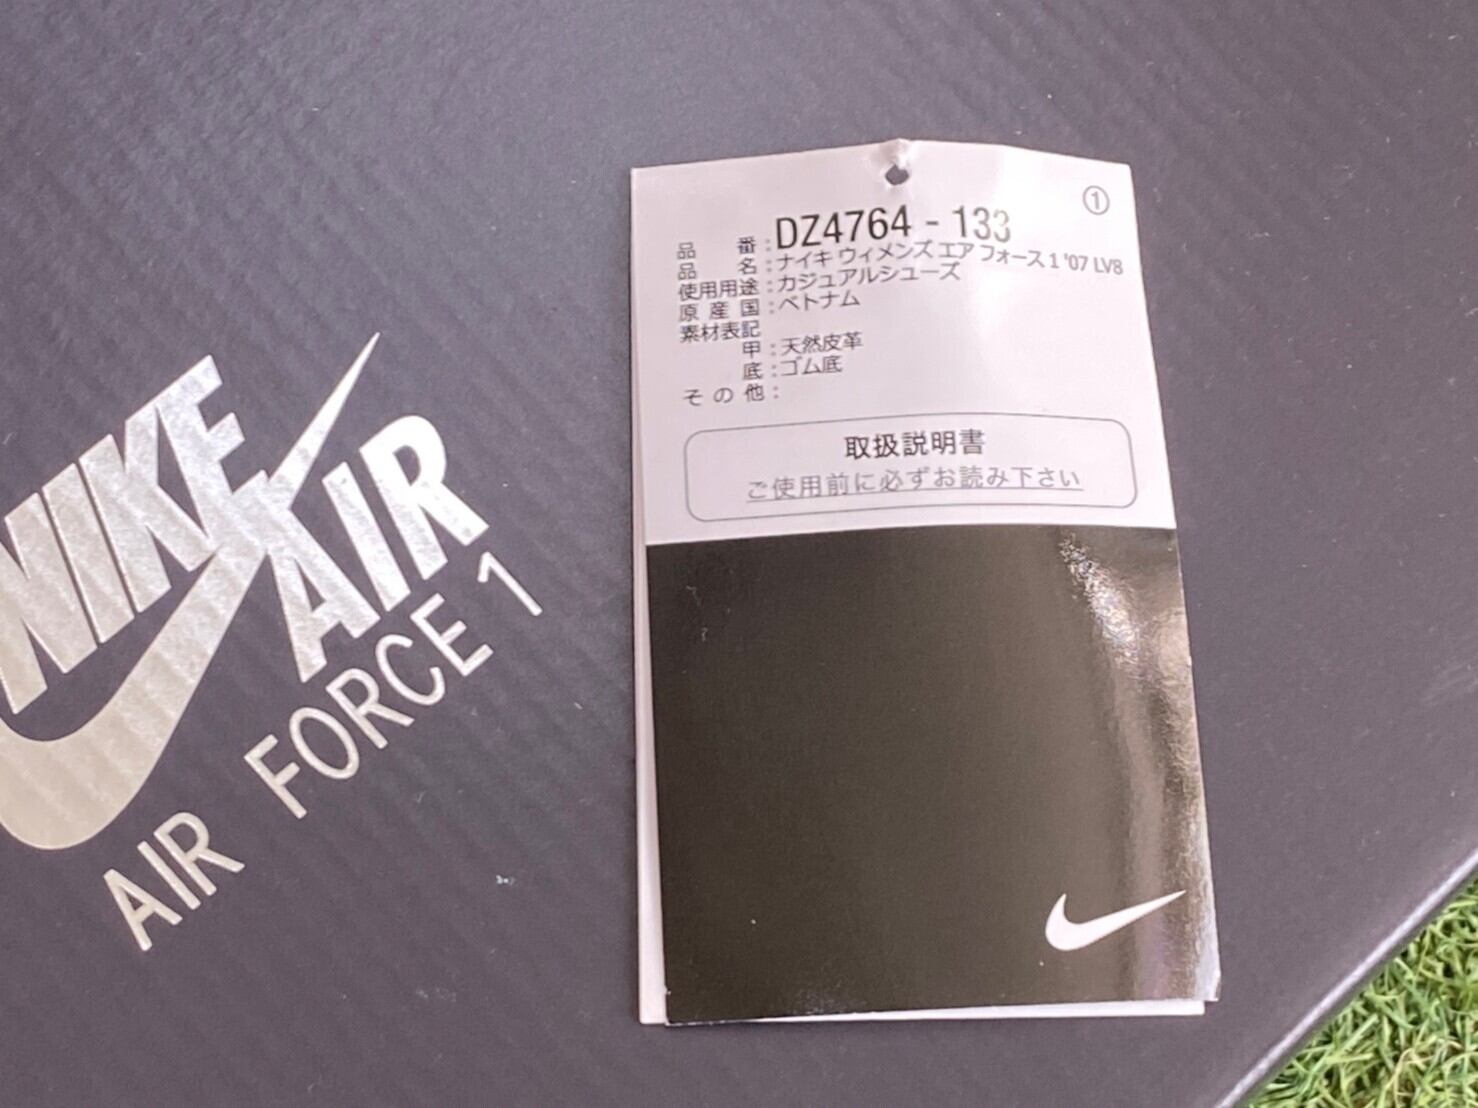 NIKE
AIR
AIR FORCE 1
①
品番：DZ4764 - 133
品名：ナイキ ウィメンズ エア フォース 1 '07 LV8
使用用途：カジュアルシューズ
原産国：ベトナム
素材表記
甲：天然皮革
底：ゴム底
その他：
取扱説明書
ご使用前に必ずお読み下さい